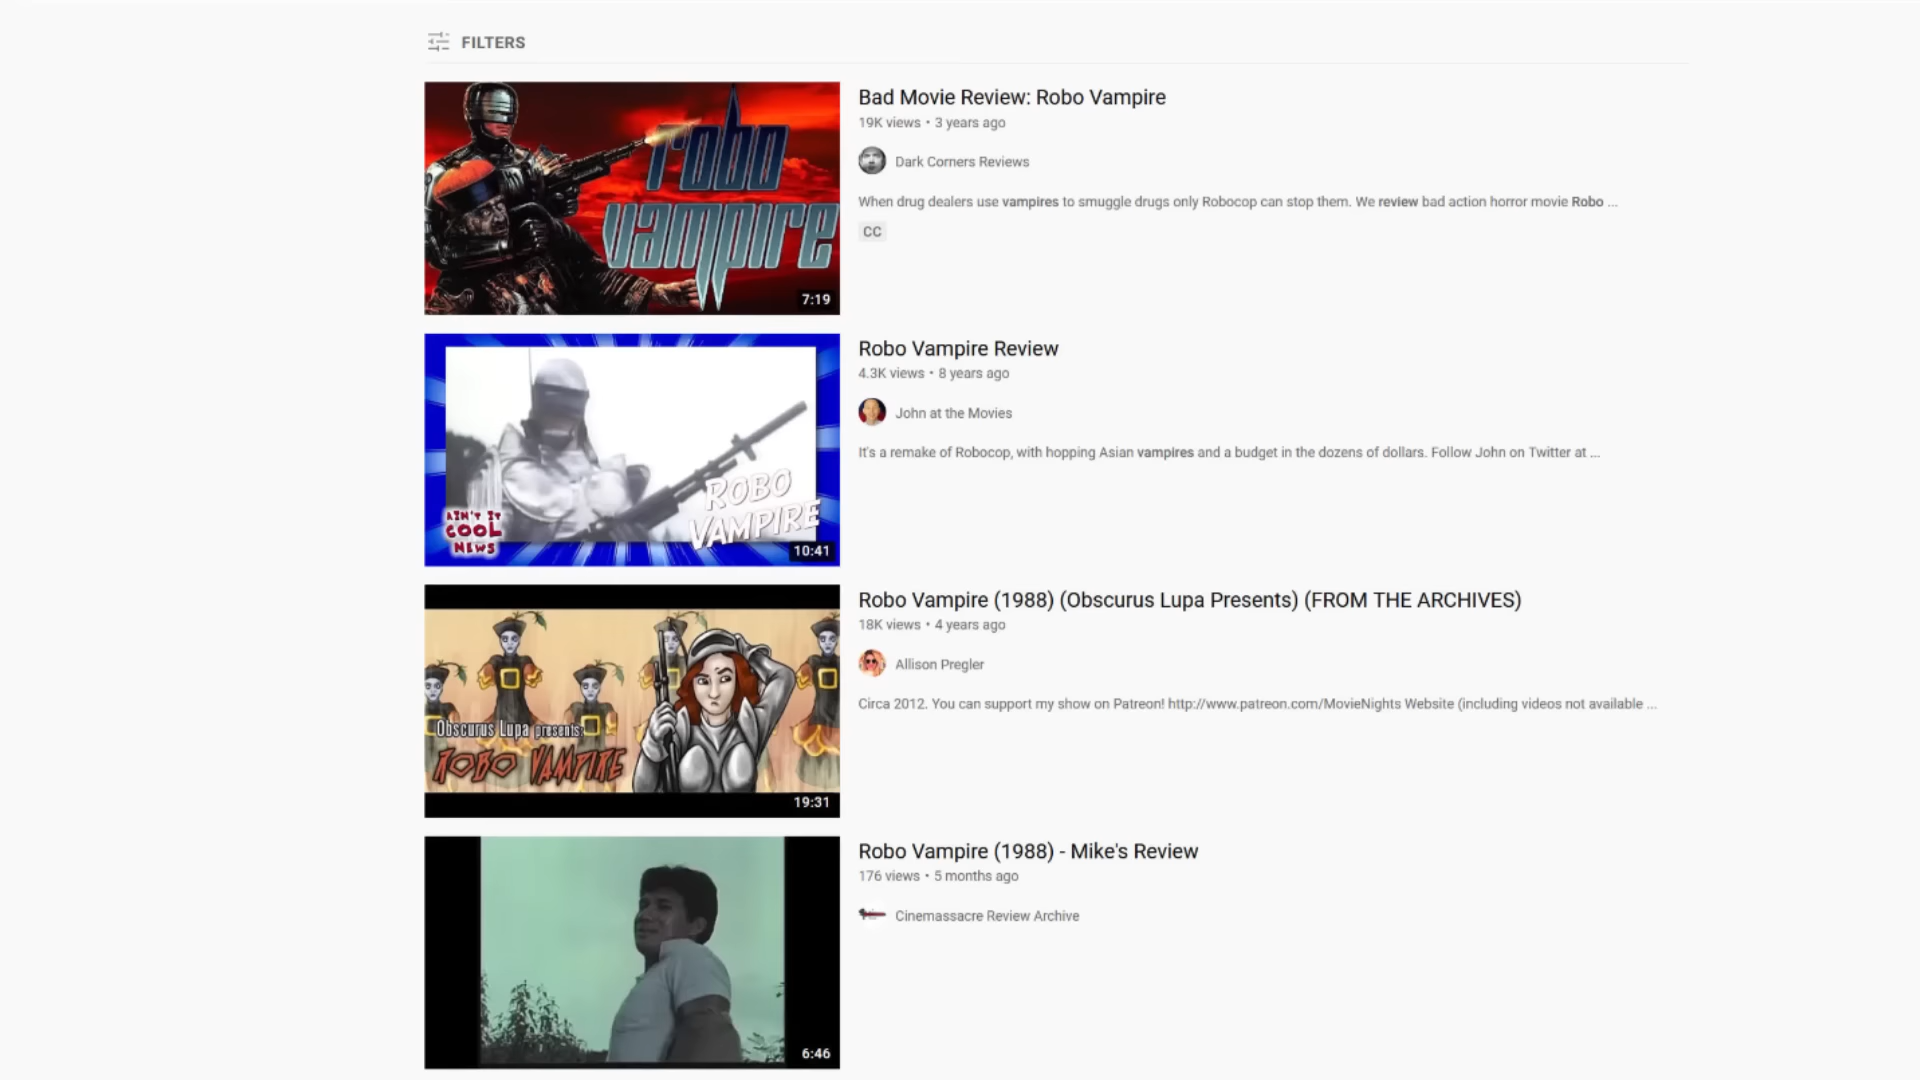 FILTERS
robo
vampire
7:19
Bad Movie Review: Robo Vampire
19K views • 3 years ago
Dark Corners Reviews
When drug dealers use vampires to smuggle drugs only Robocop can stop them. We review bad action horror movie Robo ...
CC
AIN'T IT
COOL
NEWS
ROBO
VAMPIRE
10:41
Robo Vampire Review
4.3K views • 8 years ago
John at the Movies
It's a remake of Robocop, with hopping Asian vampires and a budget in the dozens of dollars. Follow John on Twitter at ...
Obscurus Lupa presents:
ROBO VAMPIRE
19:31
Robo Vampire (1988) (Obscurus Lupa Presents) (FROM THE ARCHIVES)
18K views • 4 years ago
Allison Pregler
Circa 2012. You can support my show on Patreon! http://www.patreon.com/MovieNights Website (including videos not available ...
6:46
Robo Vampire (1988) - Mike's Review
176 views • 5 months ago
Cinemassacre Review Archive